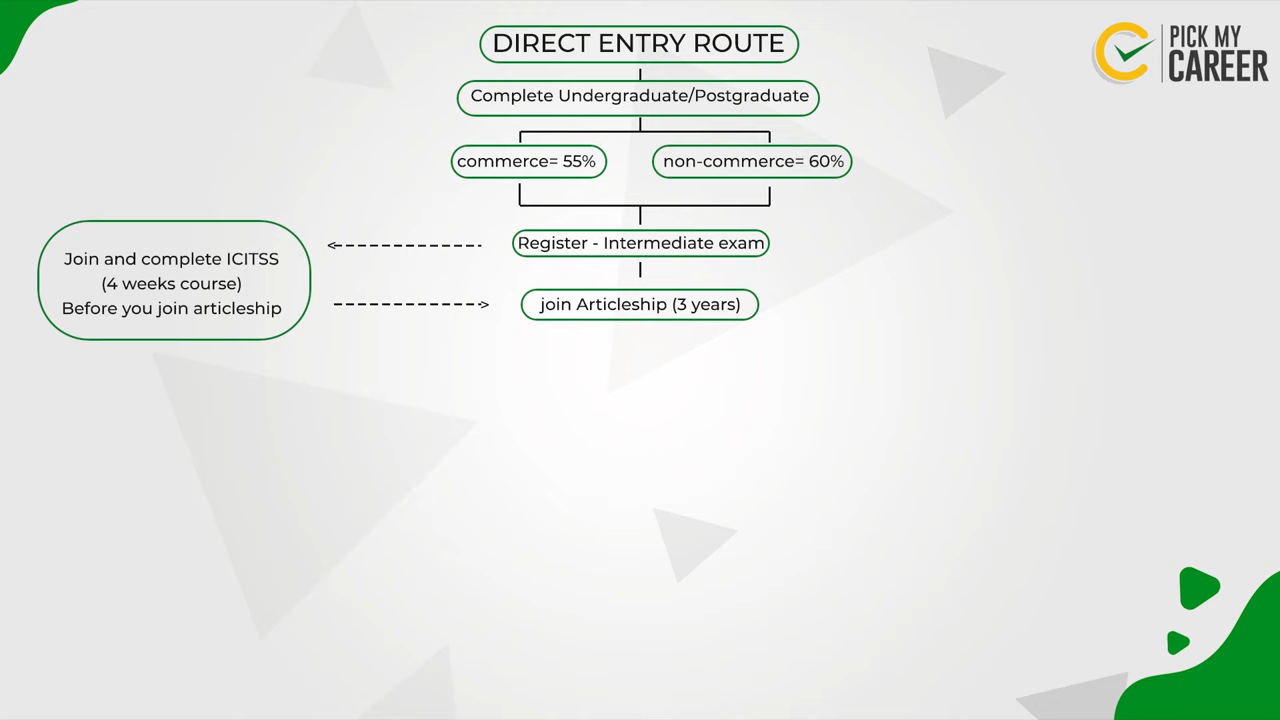 DIRECT ENTRY ROUTE
PICK MY
CAREER
Complete Undergraduate/Postgraduate
commerce= 55%
non-commerce= 60%
Register - Intermediate exam
Join and complete ICITSS
(4 weeks course)
Before you join articleship
join Articleship (3 years)